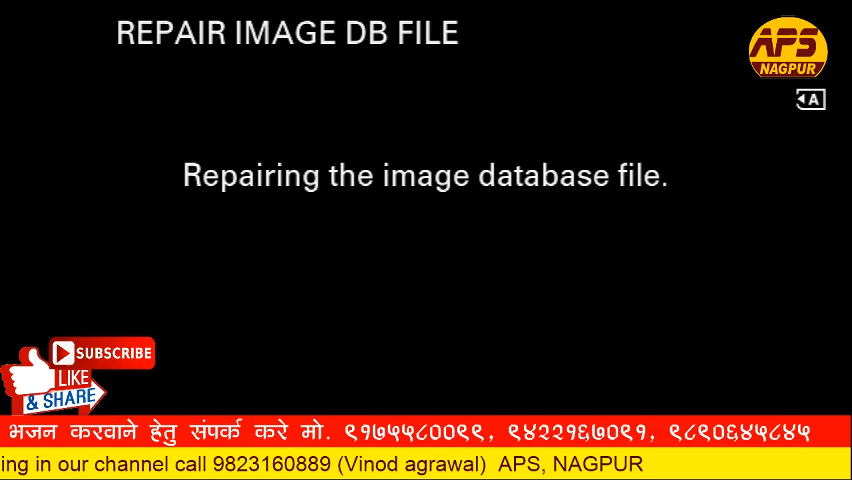 REPAIR IMAGE DB FILE
APS
NAGPUR
A
Repairing the image database file.
SUBSCRIBE
LIKE
& SHARE
भजन करवाने हेतु संपर्क करे मो. ९१७५५८००९९, ९४२२१६७०९१, ९८९०६४५८४५
ing in our channel call 9823160889 (Vinod agrawal) APS, NAGPUR